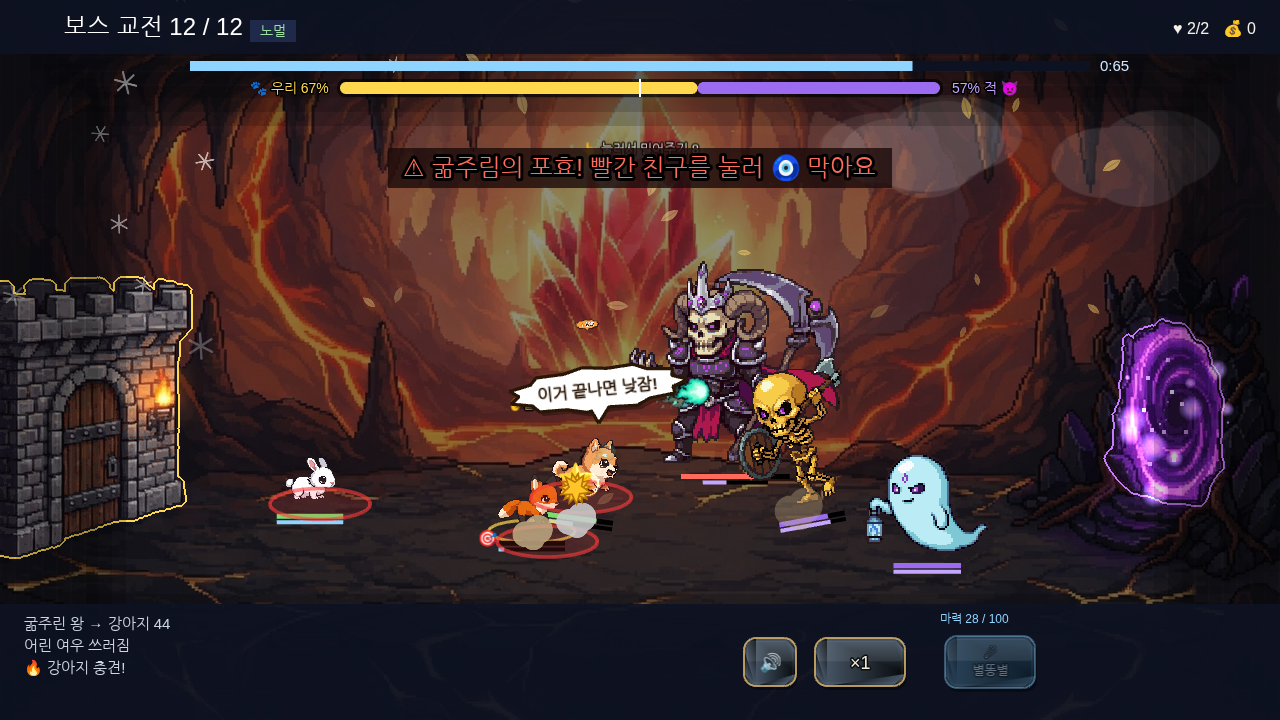 보스 교전 12 / 12
노멀
♥ 2/2
💰 0
0:65
🐾 우리 67%
57% 적 👿
⚠ 굶주림의 포효! 빨간 친구를 눌러 🧿 막아요
이거 끝나면 낮잠!
굶주린 왕 → 강아지 44
어린 여우 쓰러짐
🔥 강아지 충견!
×1
마력 28 / 100
별똥별